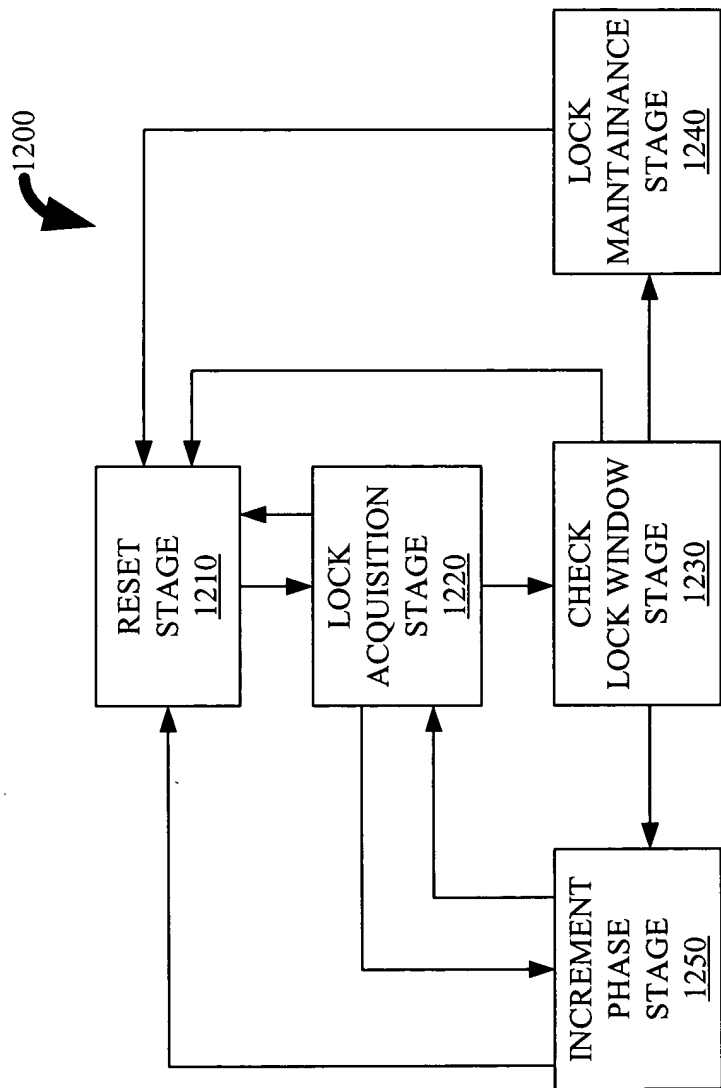 1200
RESET
STAGE
1210
LOCK
ACQUISITION
STAGE
1220
INCREMENT
PHASE
STAGE
1250
CHECK
LOCK WINDOW
STAGE
1230
LOCK
MAINTAINANCE
STAGE
1240